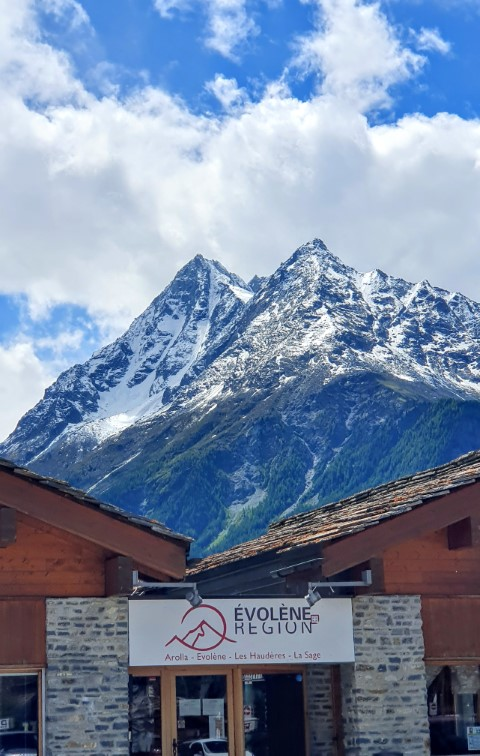 ÉVOLÈNE
RÉGION
Arolla - Evolène - Les Haudères - La Sage